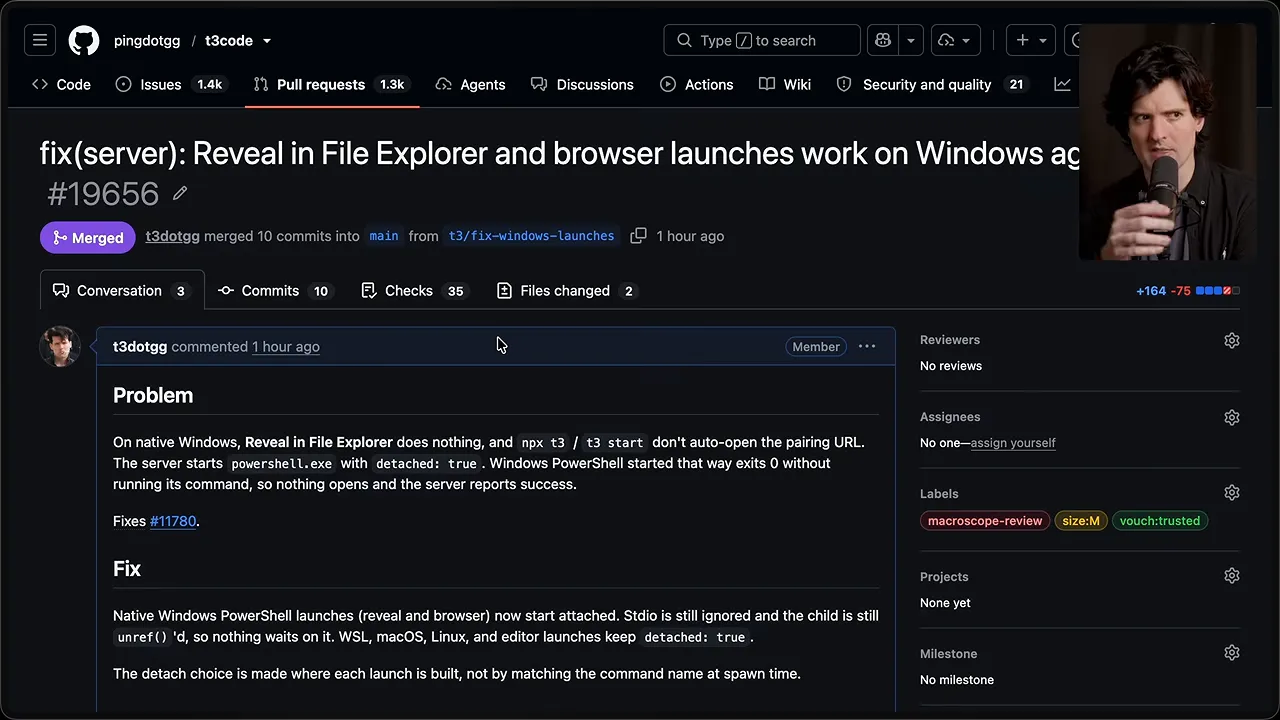 pingdotgg / t3code
Type / to search
Code
Issues 1.4k
Pull requests 1.3k
Agents
Discussions
Actions
Wiki
Security and quality 21
fix(server): Reveal in File Explorer and browser launches work on Windows ag
#19656
Merged
t3dotgg merged 10 commits into main from t3/fix-windows-launches 1 hour ago
Conversation 3
Commits 10
Checks 35
Files changed 2
+164 -75
t3dotgg commented 1 hour ago
Member
Problem
On native Windows, Reveal in File Explorer does nothing, and npx t3 / t3 start don't auto-open the pairing URL.
The server starts powershell.exe with detached: true. Windows PowerShell started that way exits 0 without
running its command, so nothing opens and the server reports success.
Fixes #11780.
Fix
Native Windows PowerShell launches (reveal and browser) now start attached. Stdio is still ignored and the child is still
unref() 'd, so nothing waits on it. WSL, macOS, Linux, and editor launches keep detached: true.
The detach choice is made where each launch is built, not by matching the command name at spawn time.
Reviewers
No reviews
Assignees
No one—assign yourself
Labels
macroscope-review
size:M
vouch:trusted
Projects
None yet
Milestone
No milestone